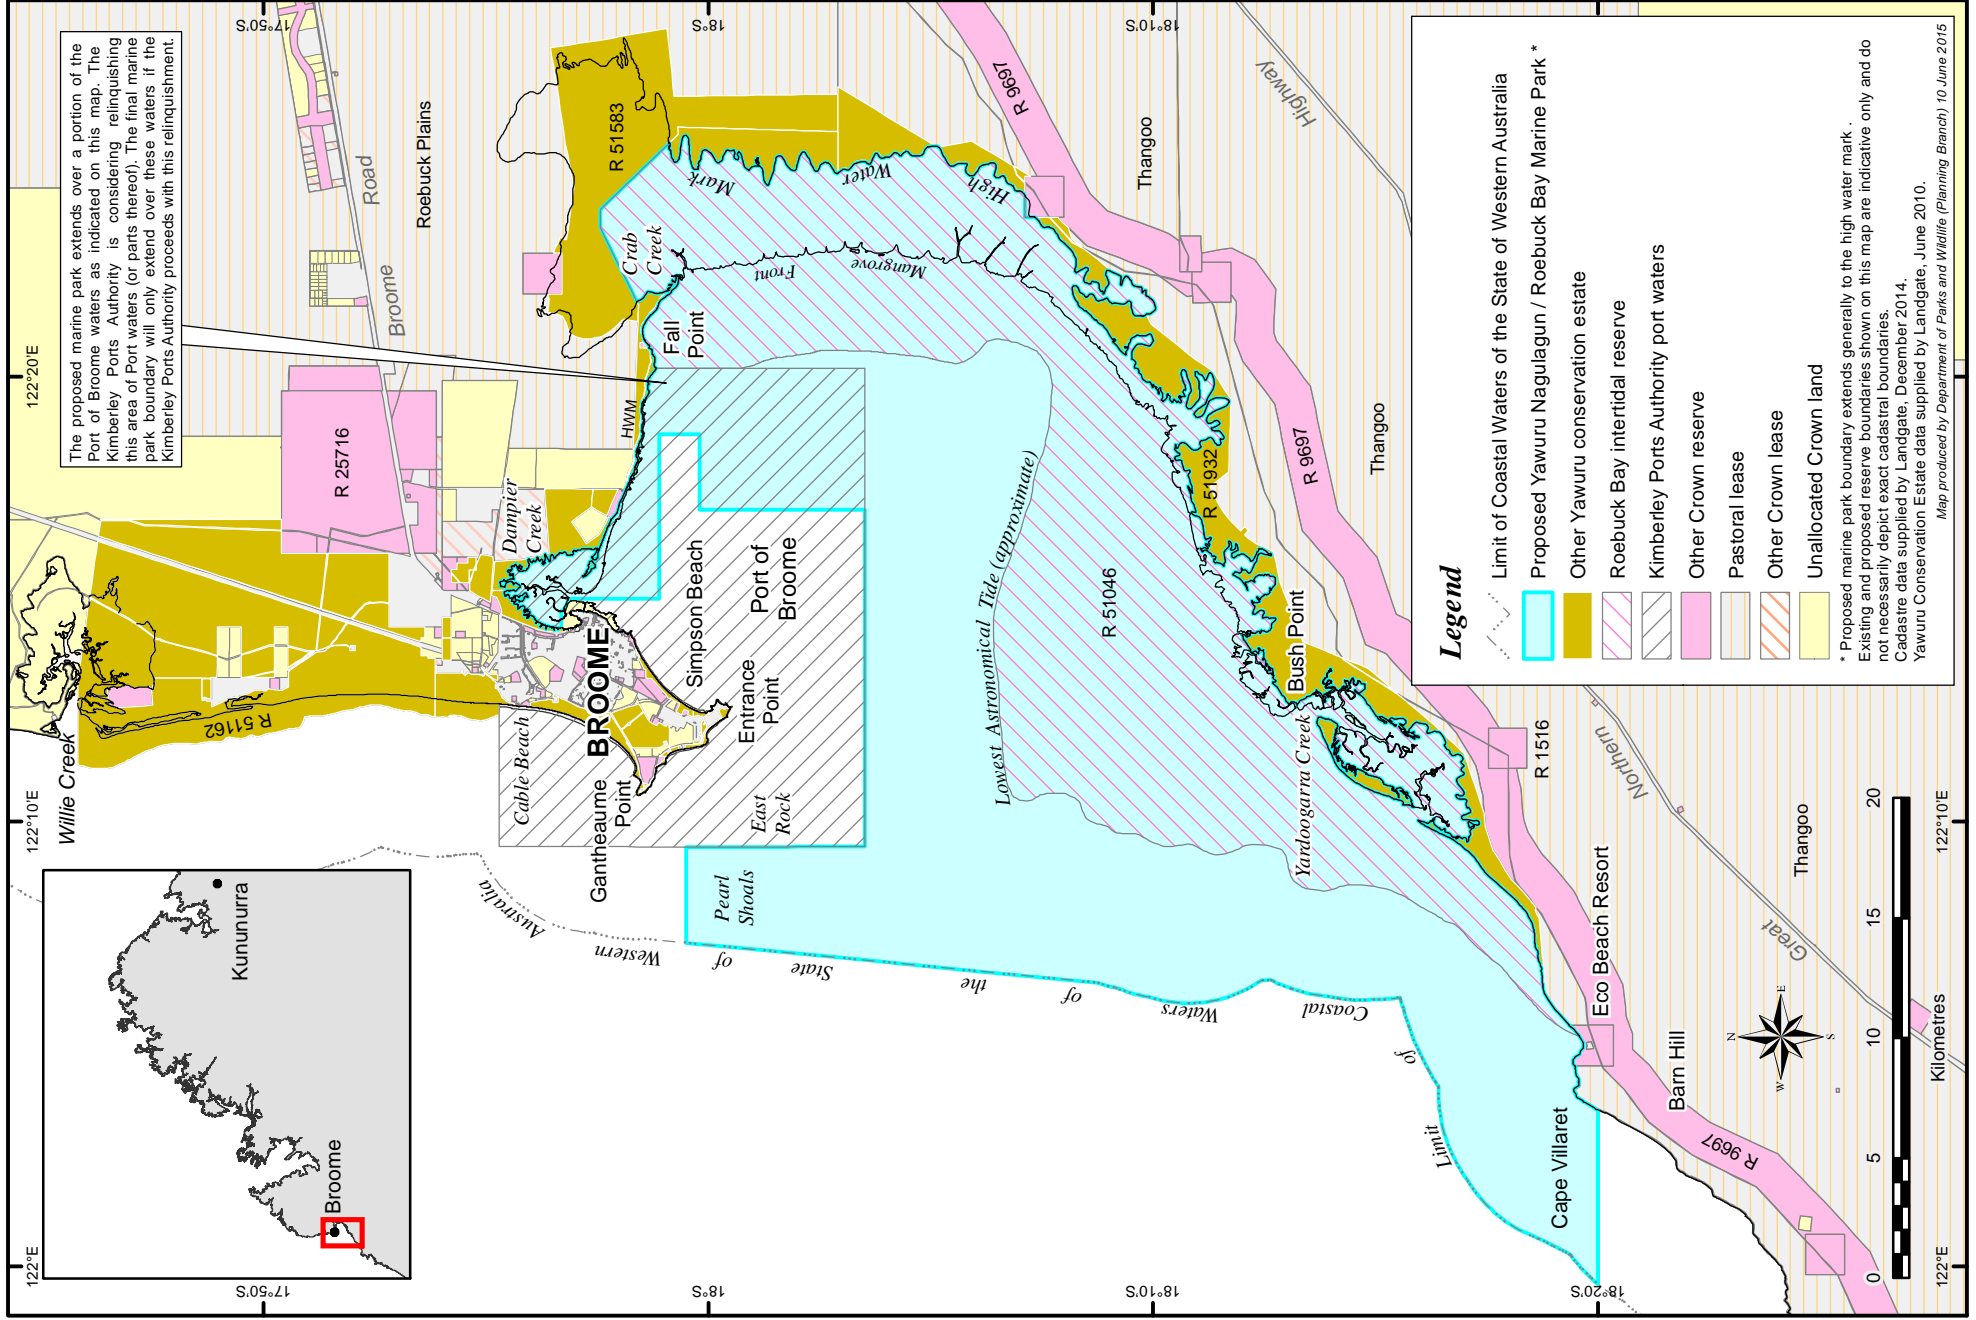 122°E
122°10'E
122°20'E
17°50'S
18°S
18°10'S
18°20'S
17°50'S
18°S
18°10'S
122°E
122°10'E
The proposed marine park extends over a portion of the
Port of Broome waters as indicated on this map. The
Kimberley Ports Authority is considering relinquishing
this area of Port waters (or parts thereof). The final marine
park boundary will only extend over these waters if the
Kimberley Ports Authority proceeds with this relinquishment.
Kununurra
Broome
Willie Creek
R 51162
R 25716
Broome
Road
Roebuck Plains
R 51583
Dampier
Creek
HWM
Crab
Creek
Fall
Point
Cable Beach
BROOME
Gantheaume
Point
Simpson Beach
Entrance
Point
Port of
Broome
East
Rock
Pearl
Shoals
Mark
Water
High
Front
Mangrove
Lowest Astronomical Tide (approximate)
R 51046
Limit
of
Coastal
Waters
of
the
State
of
Western
Australia
R 9697
Thangoo
Highway
R 9697
Thangoo
R 51932
Bush Point
Yardoogarra Creek
R 1516
Northern
Thangoo
Great
Eco Beach Resort
Barn Hill
R 9697
Cape Villaret
N
E
S
W
0
5
10
15
20
Kilometres
Legend
Limit of Coastal Waters of the State of Western Australia
Proposed Yawuru Nagulagun / Roebuck Bay Marine Park *
Other Yawuru conservation estate
Roebuck Bay intertidal reserve
Kimberley Ports Authority port waters
Other Crown reserve
Pastoral lease
Other Crown lease
Unallocated Crown land
* Proposed marine park boundary extends generally to the high water mark .
Existing and proposed reserve boundaries shown on this map are indicative only and do
not necessarily depict exact cadastral boundaries.
Cadastre data supplied by Landgate, December 2014.
Yawuru Conservation Estate data supplied by Landgate, June 2010.
Map produced by Department of Parks and Wildlife (Planning Branch) 10 June 2015